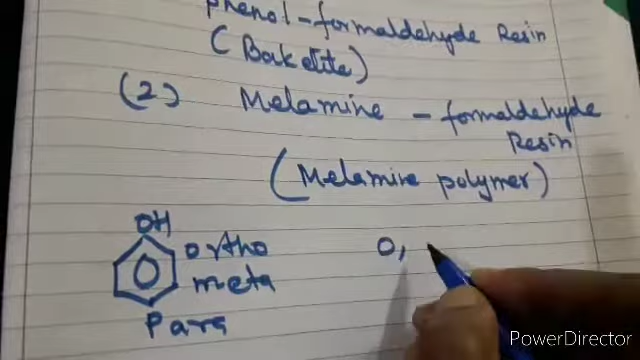 phenol-formaldehyde Resin
(Bakelite)
(2) Melamine - formaldehyde
Resin
(Melamine polymer)
OH
ortho
meta
Para
O,
PowerDirector